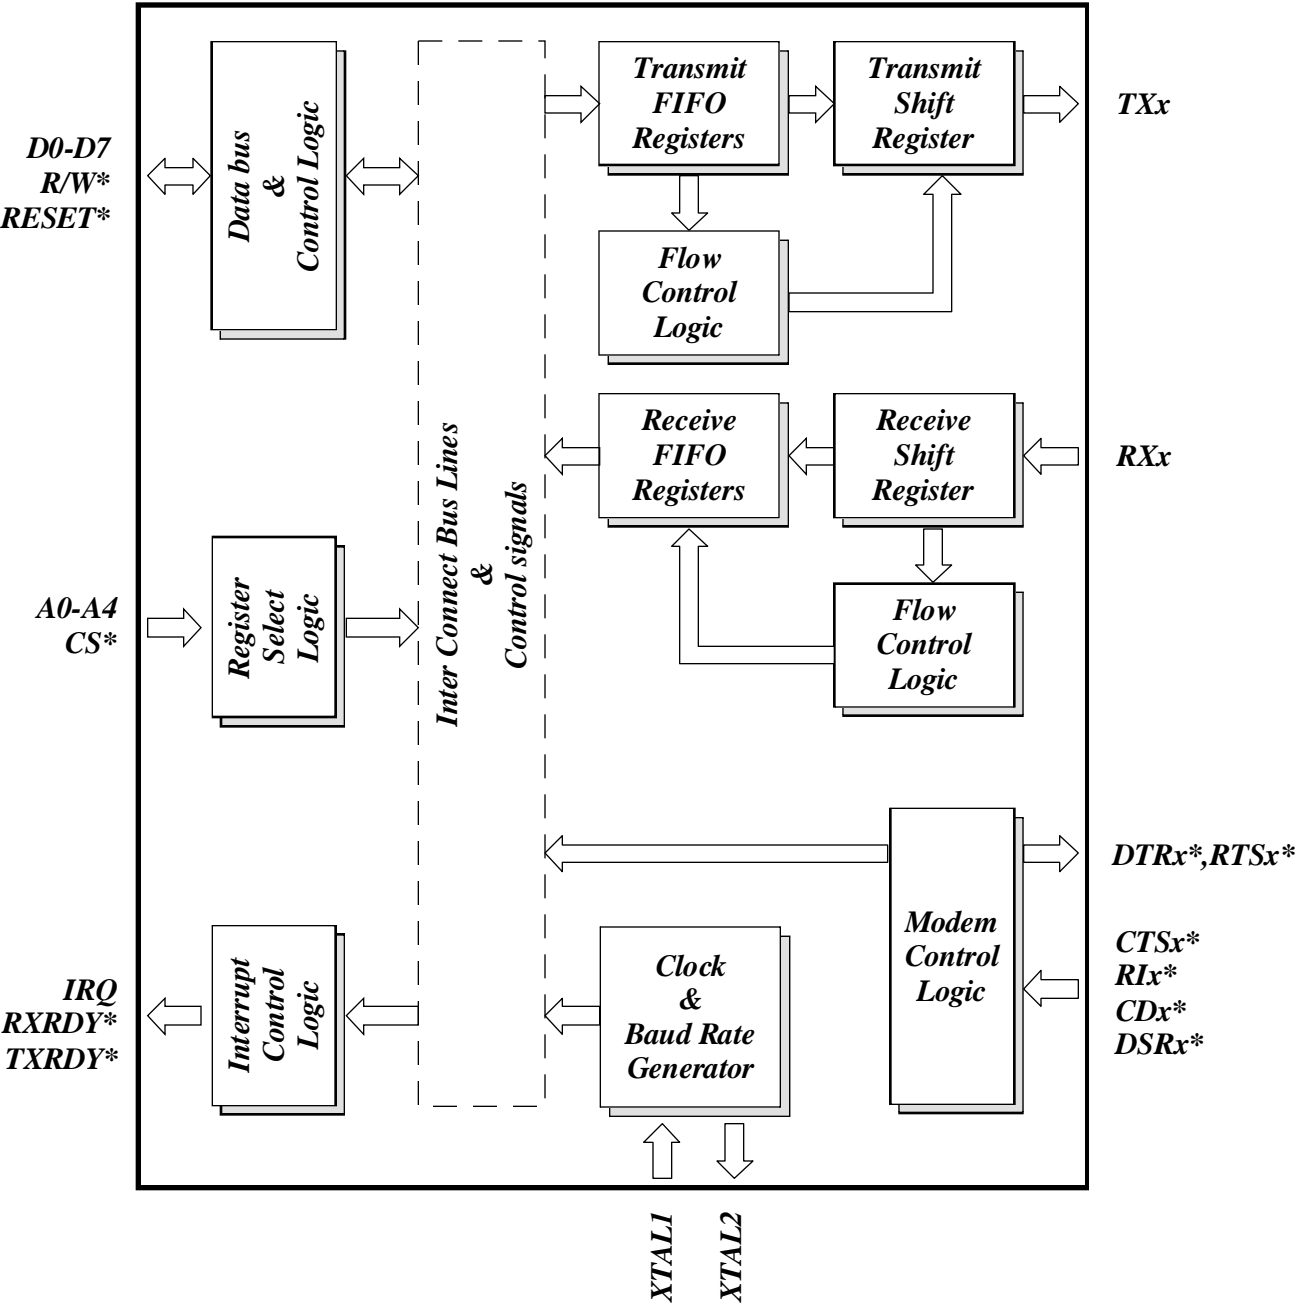 D0-D7
R/W*
RESET*
Data bus
&
Control Logic
Transmit
FIFO
Registers
Transmit
Shift
Register
TXx
Flow
Control
Logic
Receive
FIFO
Registers
Receive
Shift
Register
RXx
Inter Connect Bus Lines
&
Control signals
A0-A4
CS*
Register
Select
Logic
Flow
Control
Logic
DTRx*,RTSx*
Modem
Control
Logic
CTSx*
RIx*
CDx*
DSRx*
IRQ
RXRDY*
TXRDY*
Interrupt
Control
Logic
Clock
&
Baud Rate
Generator
XTAL1
XTAL2